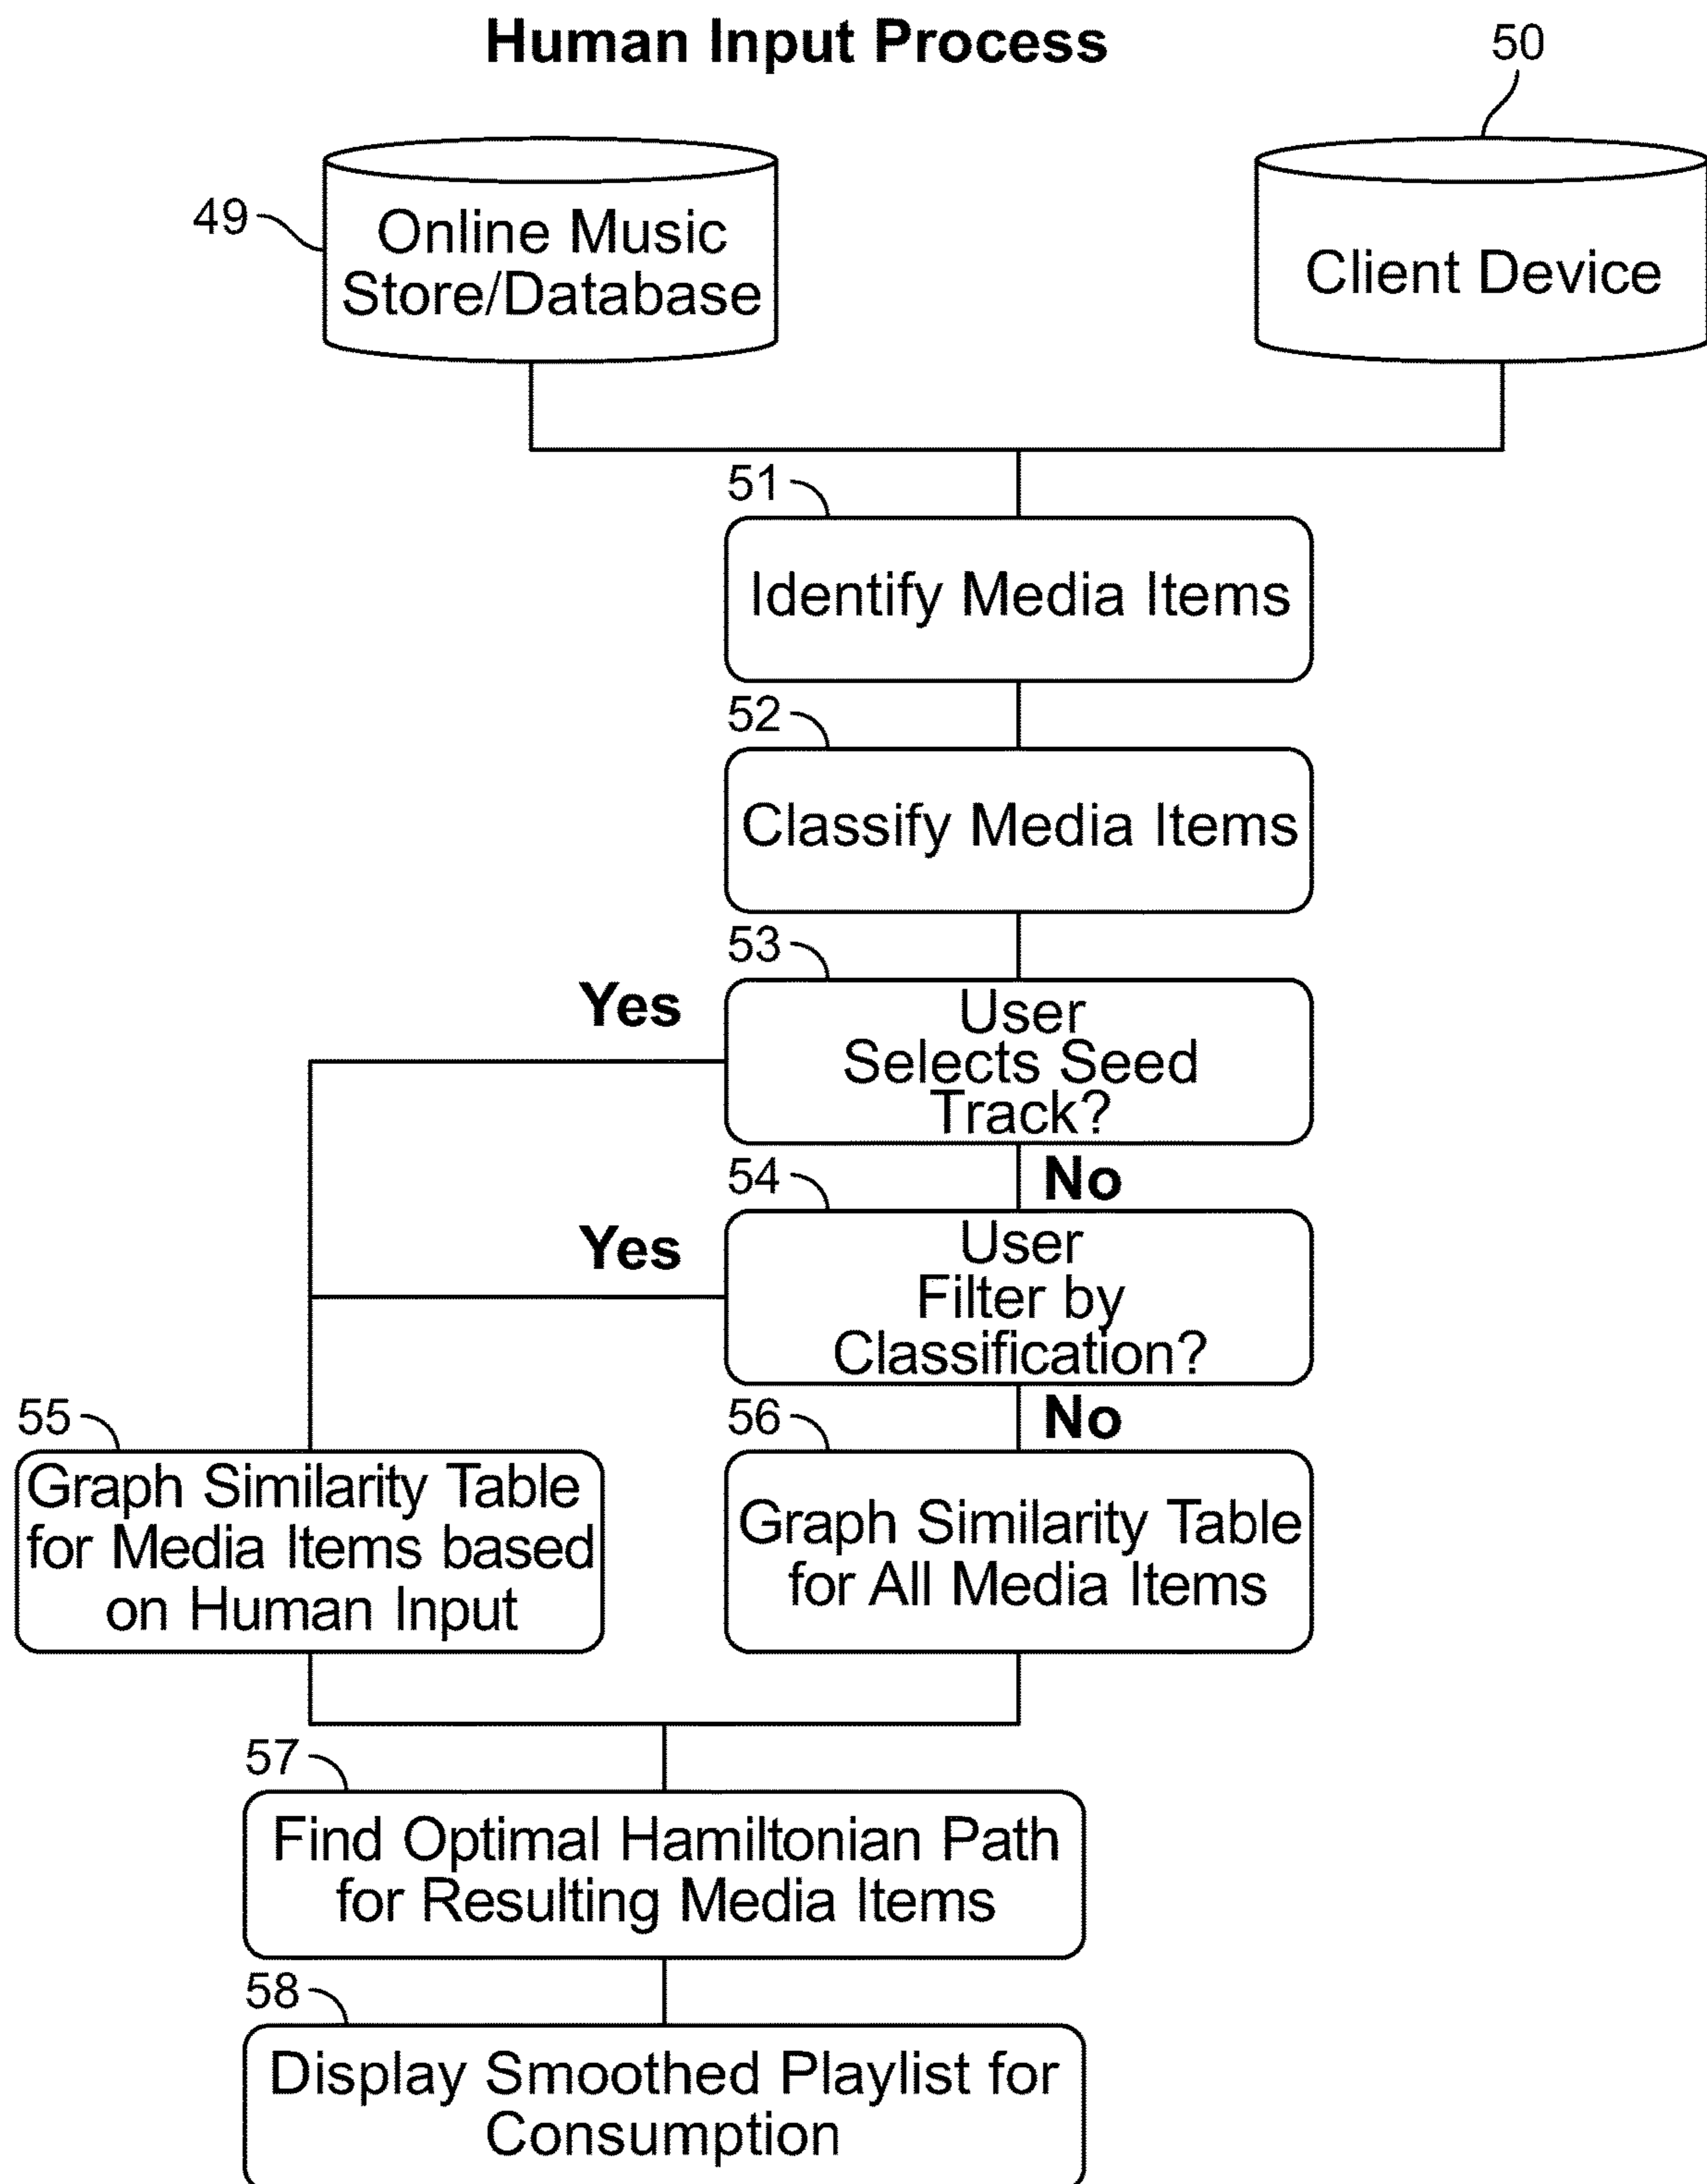 Human Input Process
50
49
Online Music
Store/Database
Client Device
51
Identify Media Items
52
Classify Media Items
53
Yes
User
Selects Seed
Track?
No
54
Yes
User
Filter by
Classification?
No
55
Graph Similarity Table
for Media Items based
on Human Input
56
Graph Similarity Table
for All Media Items
57
Find Optimal Hamiltonian Path
for Resulting Media Items
58
Display Smoothed Playlist for
Consumption